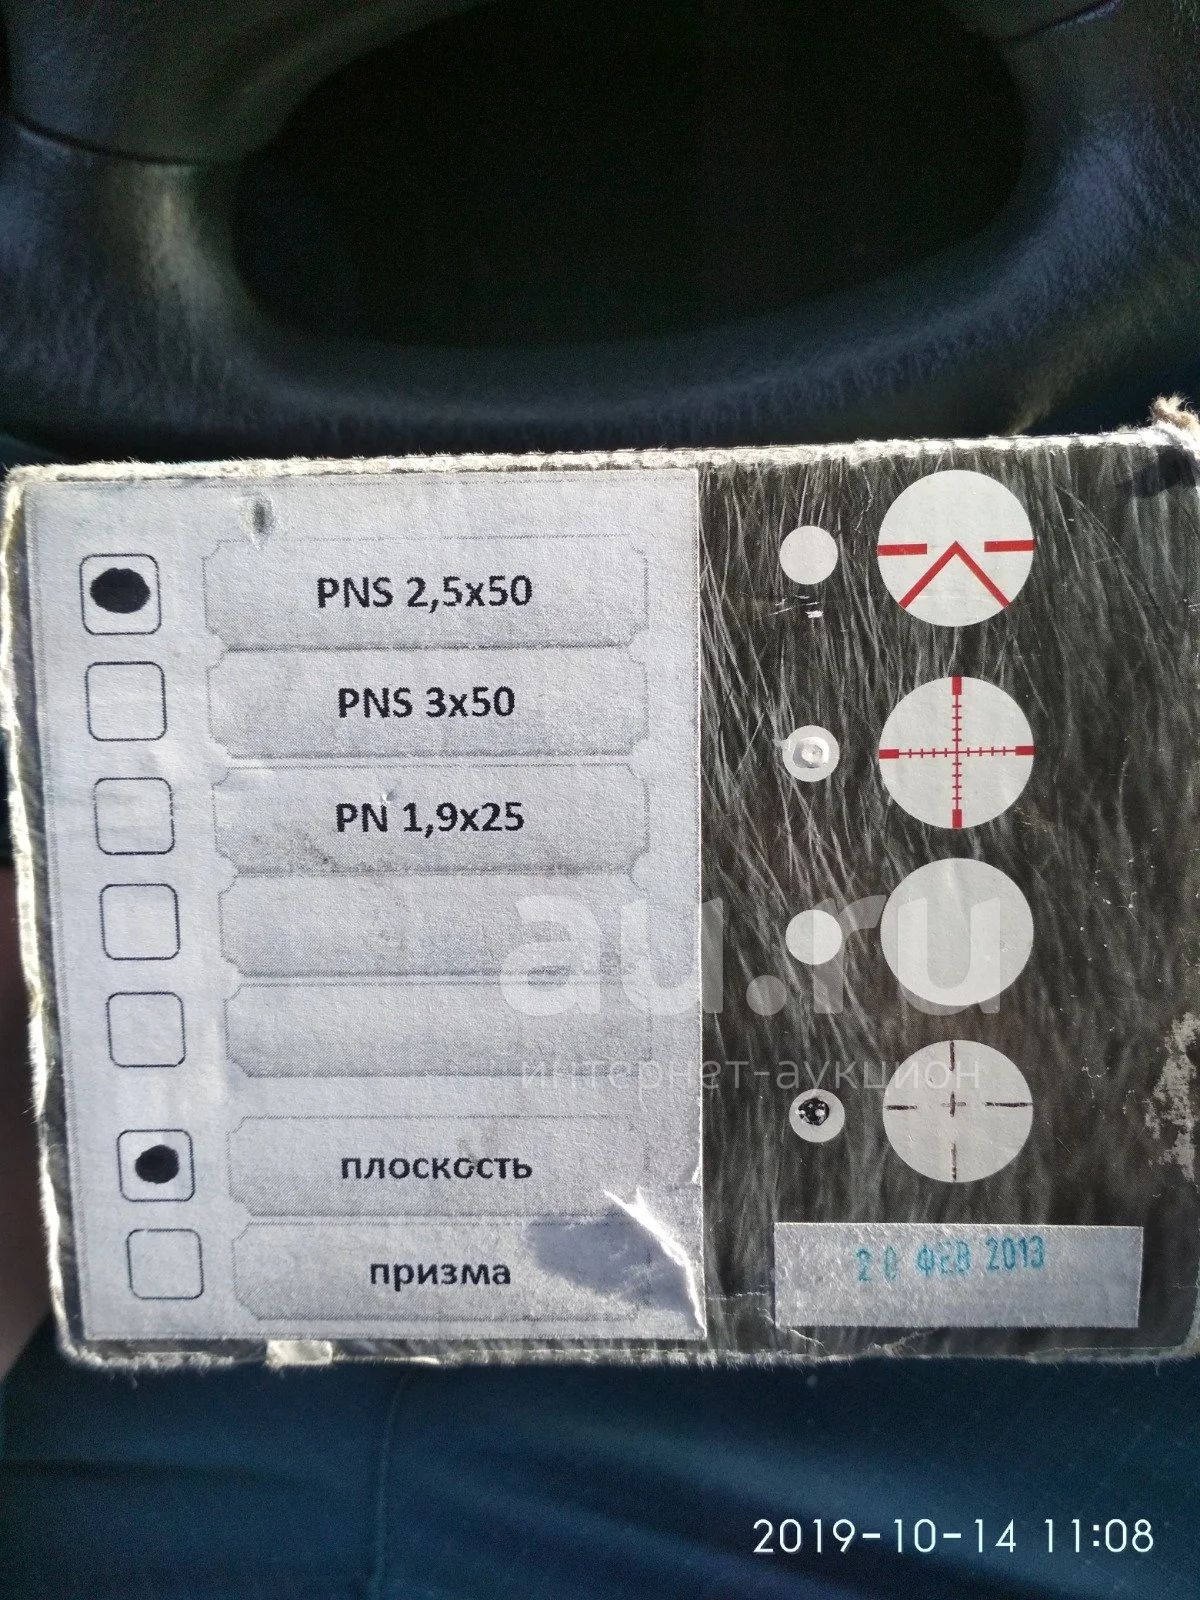 PNS 2,5x50
PNS 3x50
PN 1,9x25
au.ru
интернет-аукцион
плоскость
призма
20 ФЕВ 2013
2019-10-14 11:08